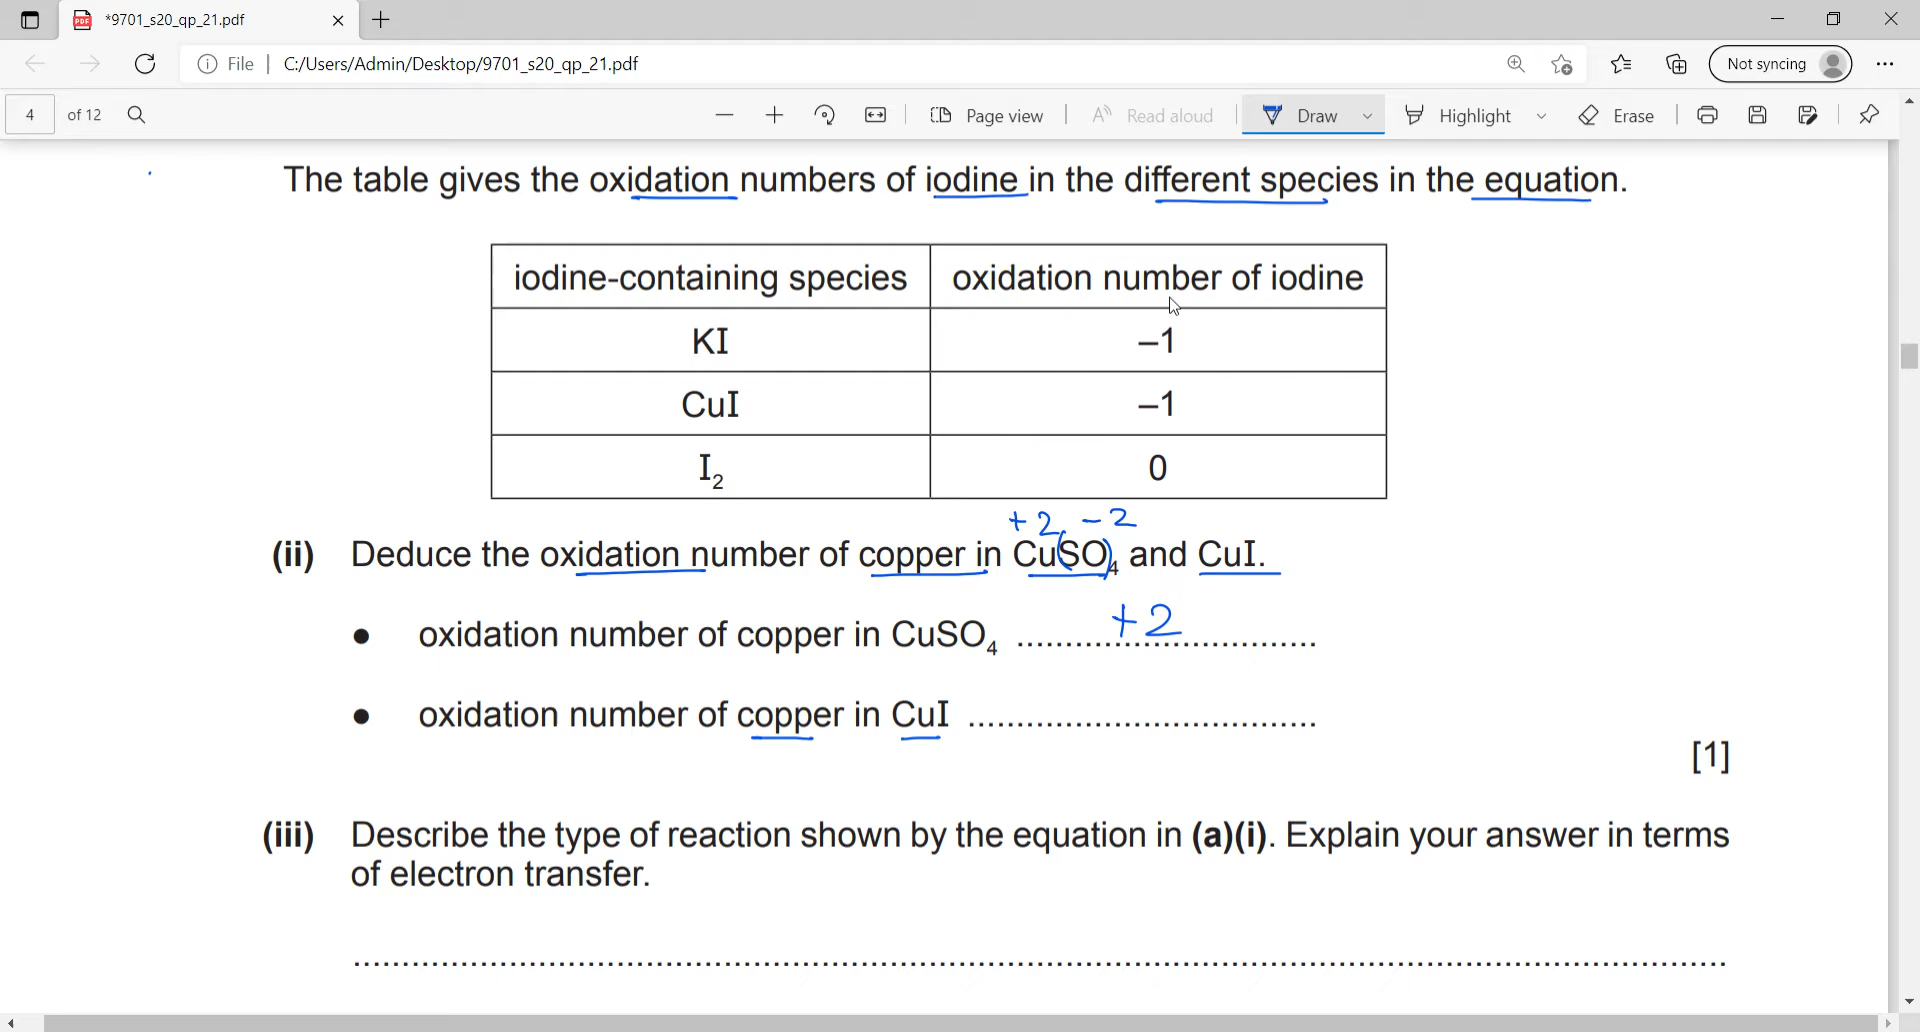 *9701_s20_qp_21.pdf
File | C:/Users/Admin/Desktop/9701_s20_qp_21.pdf Not syncing
4 of 12 Page view Read aloud Draw Highlight Erase
The table gives the oxidation numbers of iodine in the different species in the equation.
iodine-containing species oxidation number of iodine
KI –1
CuI –1
I₂ 0
+2 -2
(ii) Deduce the oxidation number of copper in Cu(SO)₄ and CuI.
• oxidation number of copper in CuSO₄ ............................... +2
• oxidation number of copper in CuI ....................................
[1]
(iii) Describe the type of reaction shown by the equation in (a)(i). Explain your answer in terms
of electron transfer.
....................................................................................................................................